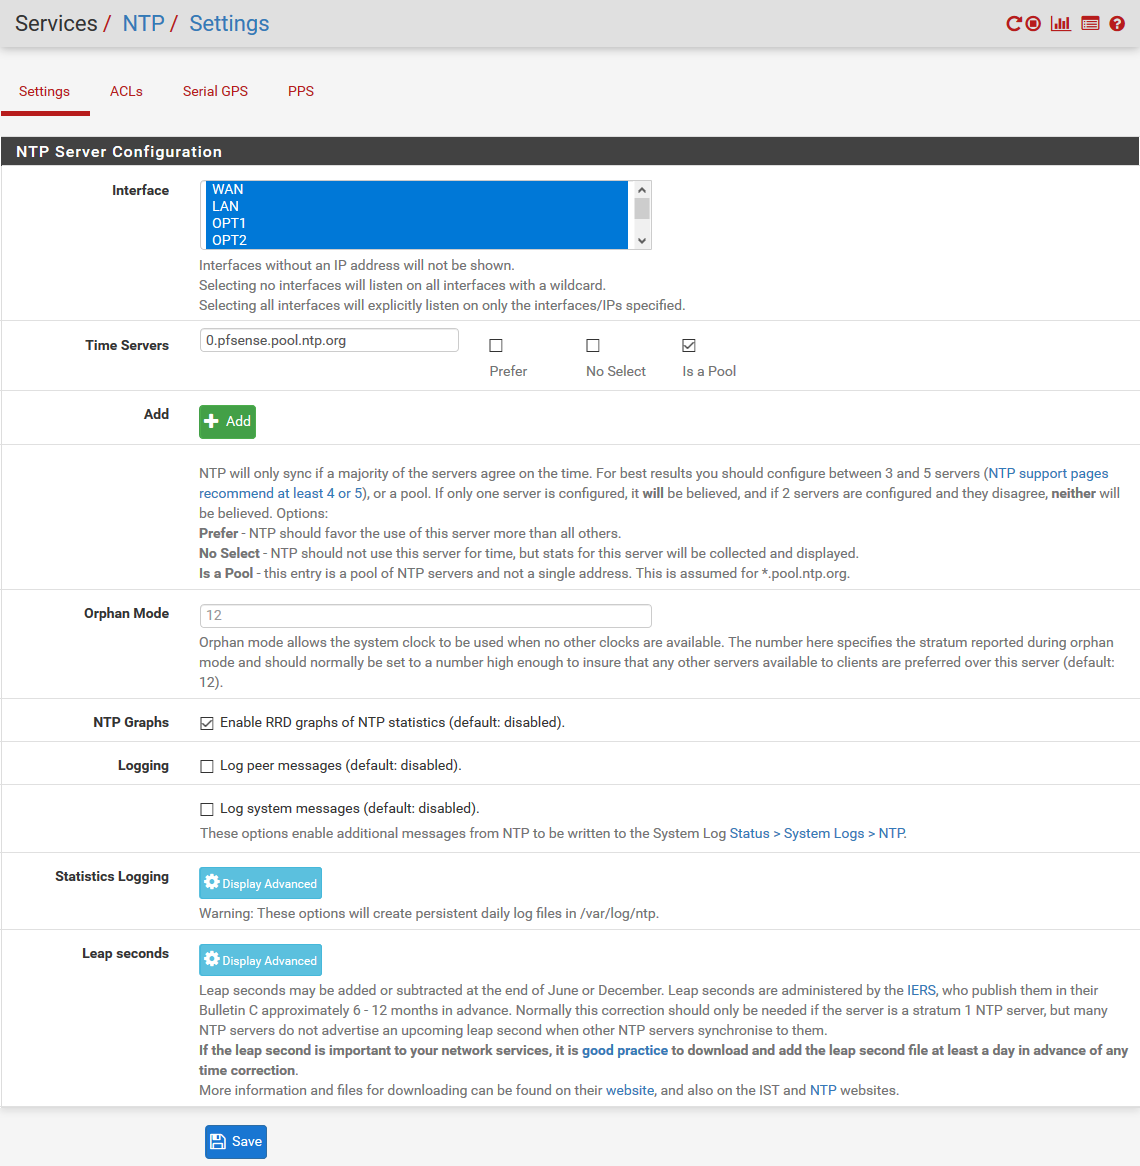 Services / NTP / Settings
Settings ACLs Serial GPS PPS
NTP Server Configuration
Interface
WAN
LAN
OPT1
OPT2
Interfaces without an IP address will not be shown.
Selecting no interfaces will listen on all interfaces with a wildcard.
Selecting all interfaces will explicitly listen on only the interfaces/IPs specified.
Time Servers 0.pfsense.pool.ntp.org
Prefer No Select Is a Pool
Add Add
NTP will only sync if a majority of the servers agree on the time. For best results you should configure between 3 and 5 servers (NTP support pages
recommend at least 4 or 5), or a pool. If only one server is configured, it will be believed, and if 2 servers are configured and they disagree, neither will
be believed. Options:
Prefer - NTP should favor the use of this server more than all others.
No Select - NTP should not use this server for time, but stats for this server will be collected and displayed.
Is a Pool - this entry is a pool of NTP servers and not a single address. This is assumed for *.pool.ntp.org.
Orphan Mode 12
Orphan mode allows the system clock to be used when no other clocks are available. The number here specifies the stratum reported during orphan
mode and should normally be set to a number high enough to insure that any other servers available to clients are preferred over this server (default:
12).
NTP Graphs Enable RRD graphs of NTP statistics (default: disabled).
Logging Log peer messages (default: disabled).
Log system messages (default: disabled).
These options enable additional messages from NTP to be written to the System Log Status > System Logs > NTP.
Statistics Logging Display Advanced
Warning: These options will create persistent daily log files in /var/log/ntp.
Leap seconds Display Advanced
Leap seconds may be added or subtracted at the end of June or December. Leap seconds are administered by the IERS, who publish them in their
Bulletin C approximately 6 - 12 months in advance. Normally this correction should only be needed if the server is a stratum 1 NTP server, but many
NTP servers do not advertise an upcoming leap second when other NTP servers synchronise to them.
If the leap second is important to your network services, it is good practice to download and add the leap second file at least a day in advance of any
time correction.
More information and files for downloading can be found on their website, and also on the IST and NTP websites.
Save